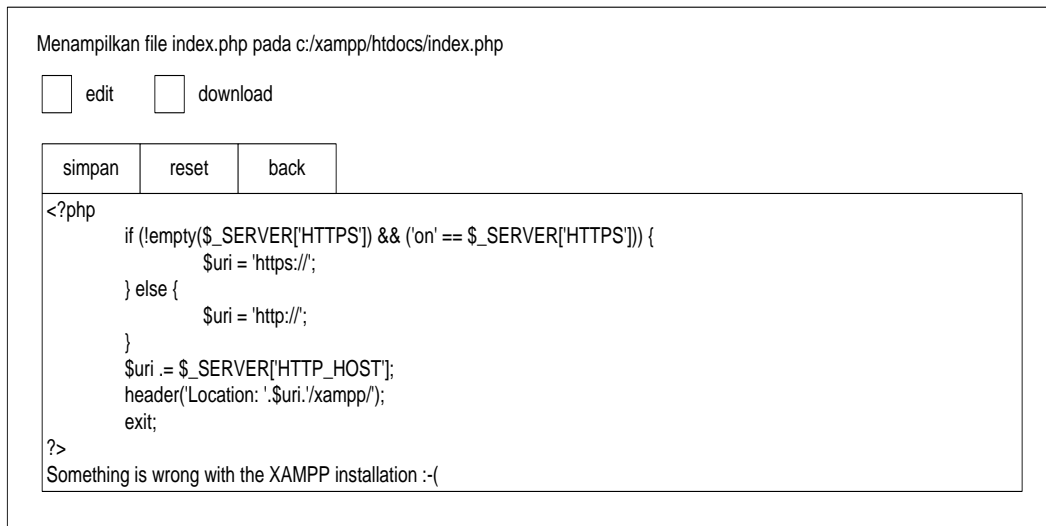 Menampilkan file index.php pada c:/xampp/htdocs/index.php
edit download
simpan reset back
<?php
if (!empty($_SERVER['HTTPS']) && ('on' == $_SERVER['HTTPS'])) {
$uri = 'https://';
} else {
$uri = 'http://';
}
$uri .= $_SERVER['HTTP_HOST'];
header('Location: '.$uri.'/xampp/');
exit;
?>
Something is wrong with the XAMPP installation :-(